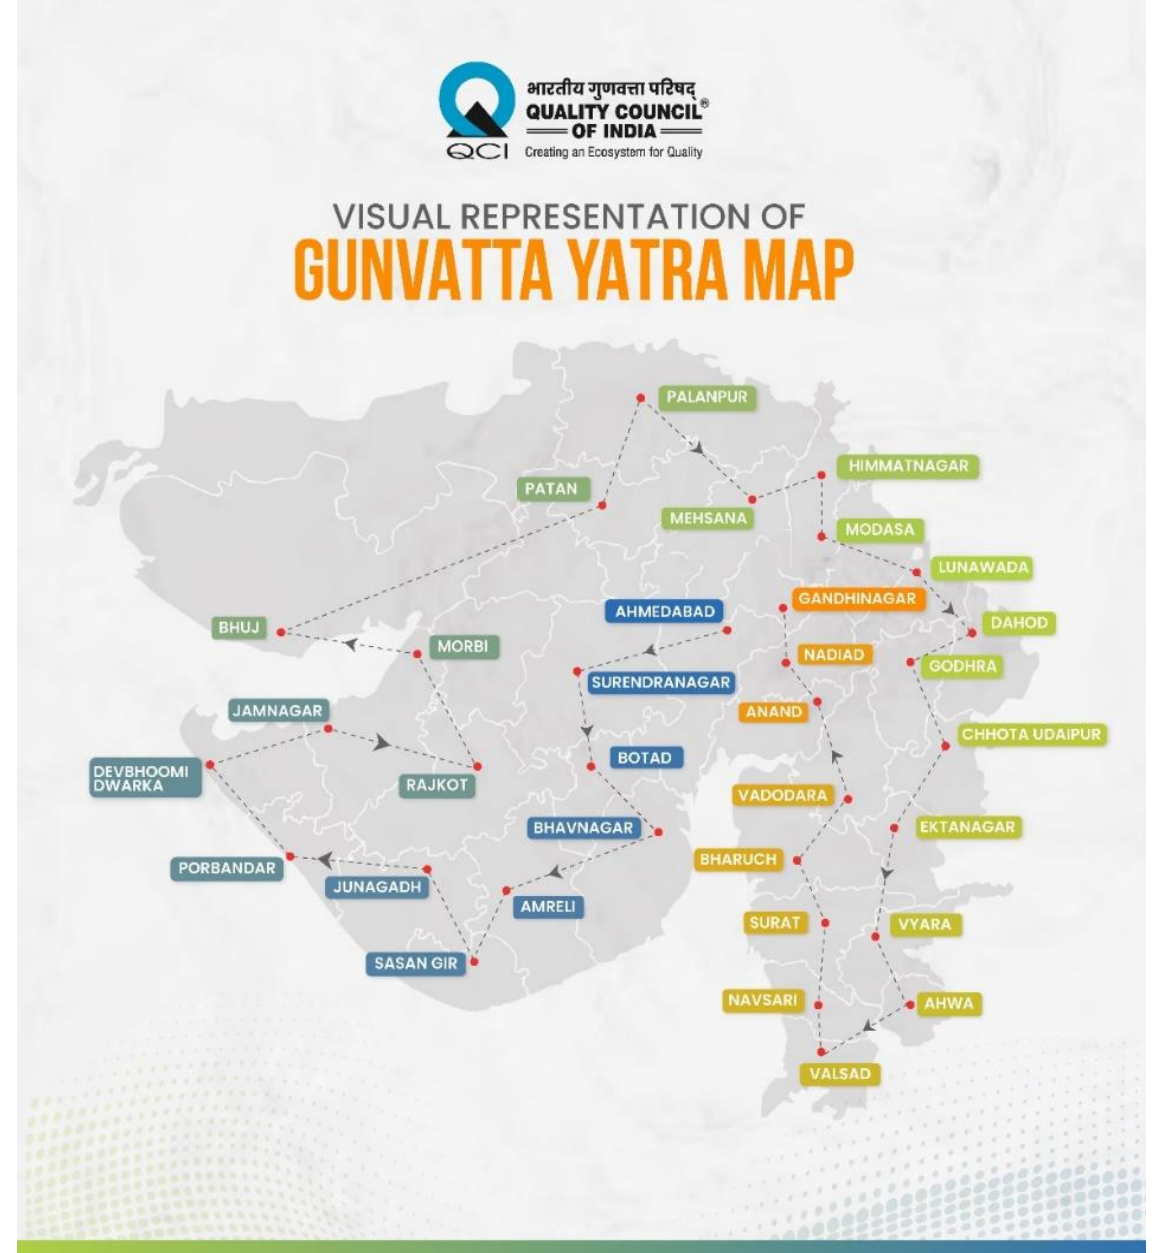 भारतीय गुणवत्ता परिषद्
QUALITY COUNCIL®
OF INDIA
QCI
Creating an Ecosystem for Quality
VISUAL REPRESENTATION OF
GUNVATTA YATRA MAP
PALANPUR
HIMMATNAGAR
PATAN
MEHSANA
MODASA
LUNAWADA
GANDHINAGAR
AHMEDABAD
DAHOD
BHUJ
MORBI
NADIAD
GODHRA
SURENDRANAGAR
JAMNAGAR
ANAND
CHHOTA UDAIPUR
BOTAD
DEVBHOOMI
DWARKA
RAJKOT
VADODARA
BHAVNAGAR
EKTANAGAR
BHARUCH
PORBANDAR
JUNAGADH
AMRELI
SURAT
VYARA
SASAN GIR
NAVSARI
AHWA
VALSAD